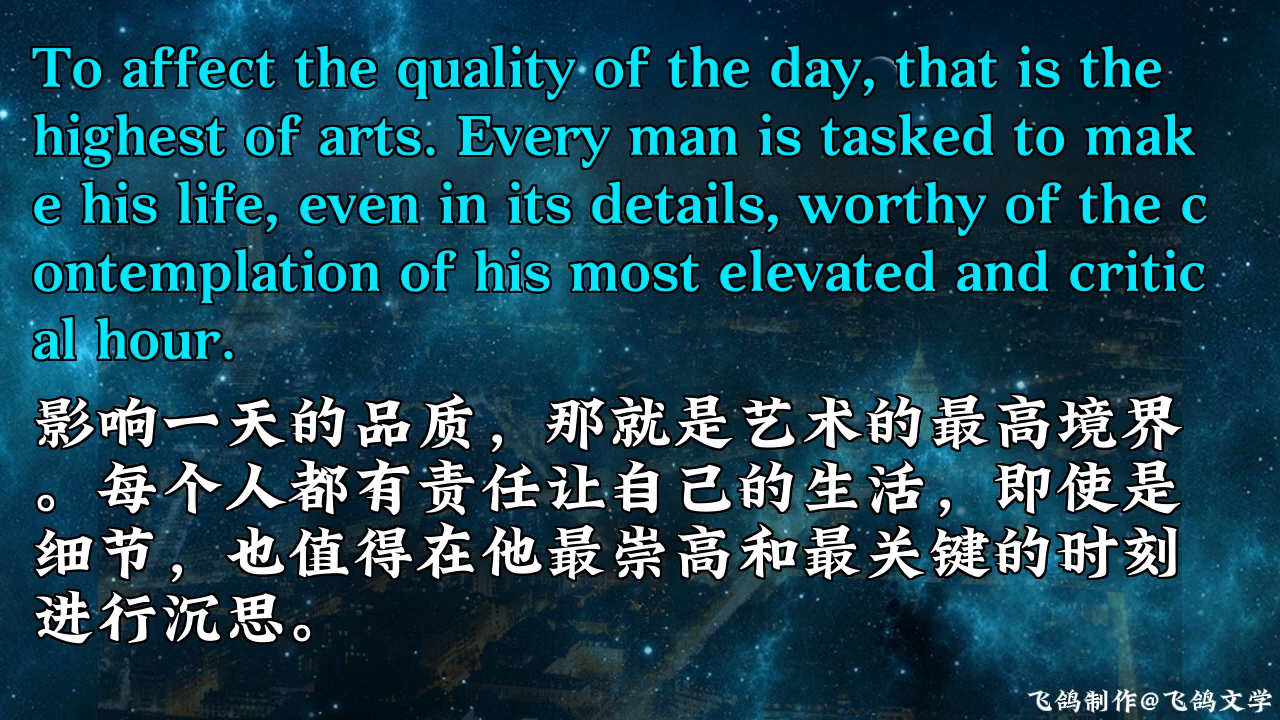 To affect the quality of the day, that is the
highest of arts. Every man is tasked to mak
e his life, even in its details, worthy of the c
ontemplation of his most elevated and critic
al hour.
影响一天的品质，那就是艺术的最高境界
。每个人都有责任让自己的生活，即使是
细节，也值得在他最崇高和最关键的时刻
进行沉思。
飞鸽制作@飞鸽文学